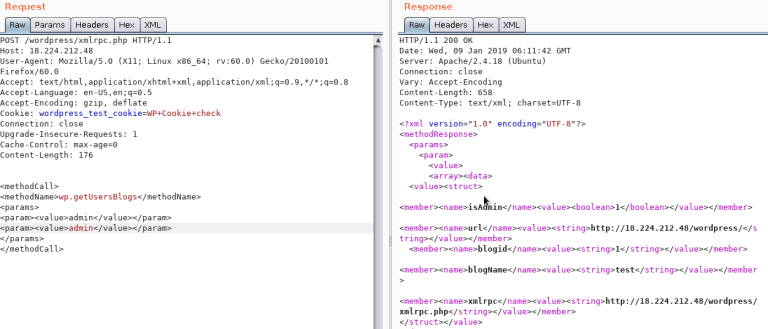 Request
Raw Params Headers Hex XML
POST /wordpress/xmlrpc.php HTTP/1.1
Host: 18.224.212.48
User-Agent: Mozilla/5.0 (X11; Linux x86_64; rv:60.0) Gecko/20100101
Firefox/60.0
Accept: text/html,application/xhtml+xml,application/xml;q=0.9,*/*;q=0.8
Accept-Language: en-US,en;q=0.5
Accept-Encoding: gzip, deflate
Cookie: wordpress_test_cookie=WP+Cookie+check
Connection: close
Upgrade-Insecure-Requests: 1
Cache-Control: max-age=0
Content-Length: 176
<methodCall>
<methodName>wp.getUsersBlogs</methodName>
<params>
<param><value>admin</value></param>
<param><value>admin</value></param>
</params>
</methodCall>
Response
Raw Headers Hex XML
HTTP/1.1 200 OK
Date: Wed, 09 Jan 2019 06:11:42 GMT
Server: Apache/2.4.18 (Ubuntu)
Connection: close
Vary: Accept-Encoding
Content-Length: 658
Content-Type: text/xml; charset=UTF-8
<?xml version="1.0" encoding="UTF-8"?>
<methodResponse>
<params>
<param>
<value>
<array><data>
<value><struct>
<member><name>isAdmin</name><value><boolean>1</boolean></value></member>
<member><name>url</name><value><string>http://18.224.212.48/wordpress/</s
tring></value></member>
<member><name>blogid</name><value><string>1</string></value></member>
<member><name>blogName</name><value><string>test</string></value></member
>
<member><name>xmlrpc</name><value><string>http://18.224.212.48/wordpress/
xmlrpc.php</string></value></member>
</struct></value>